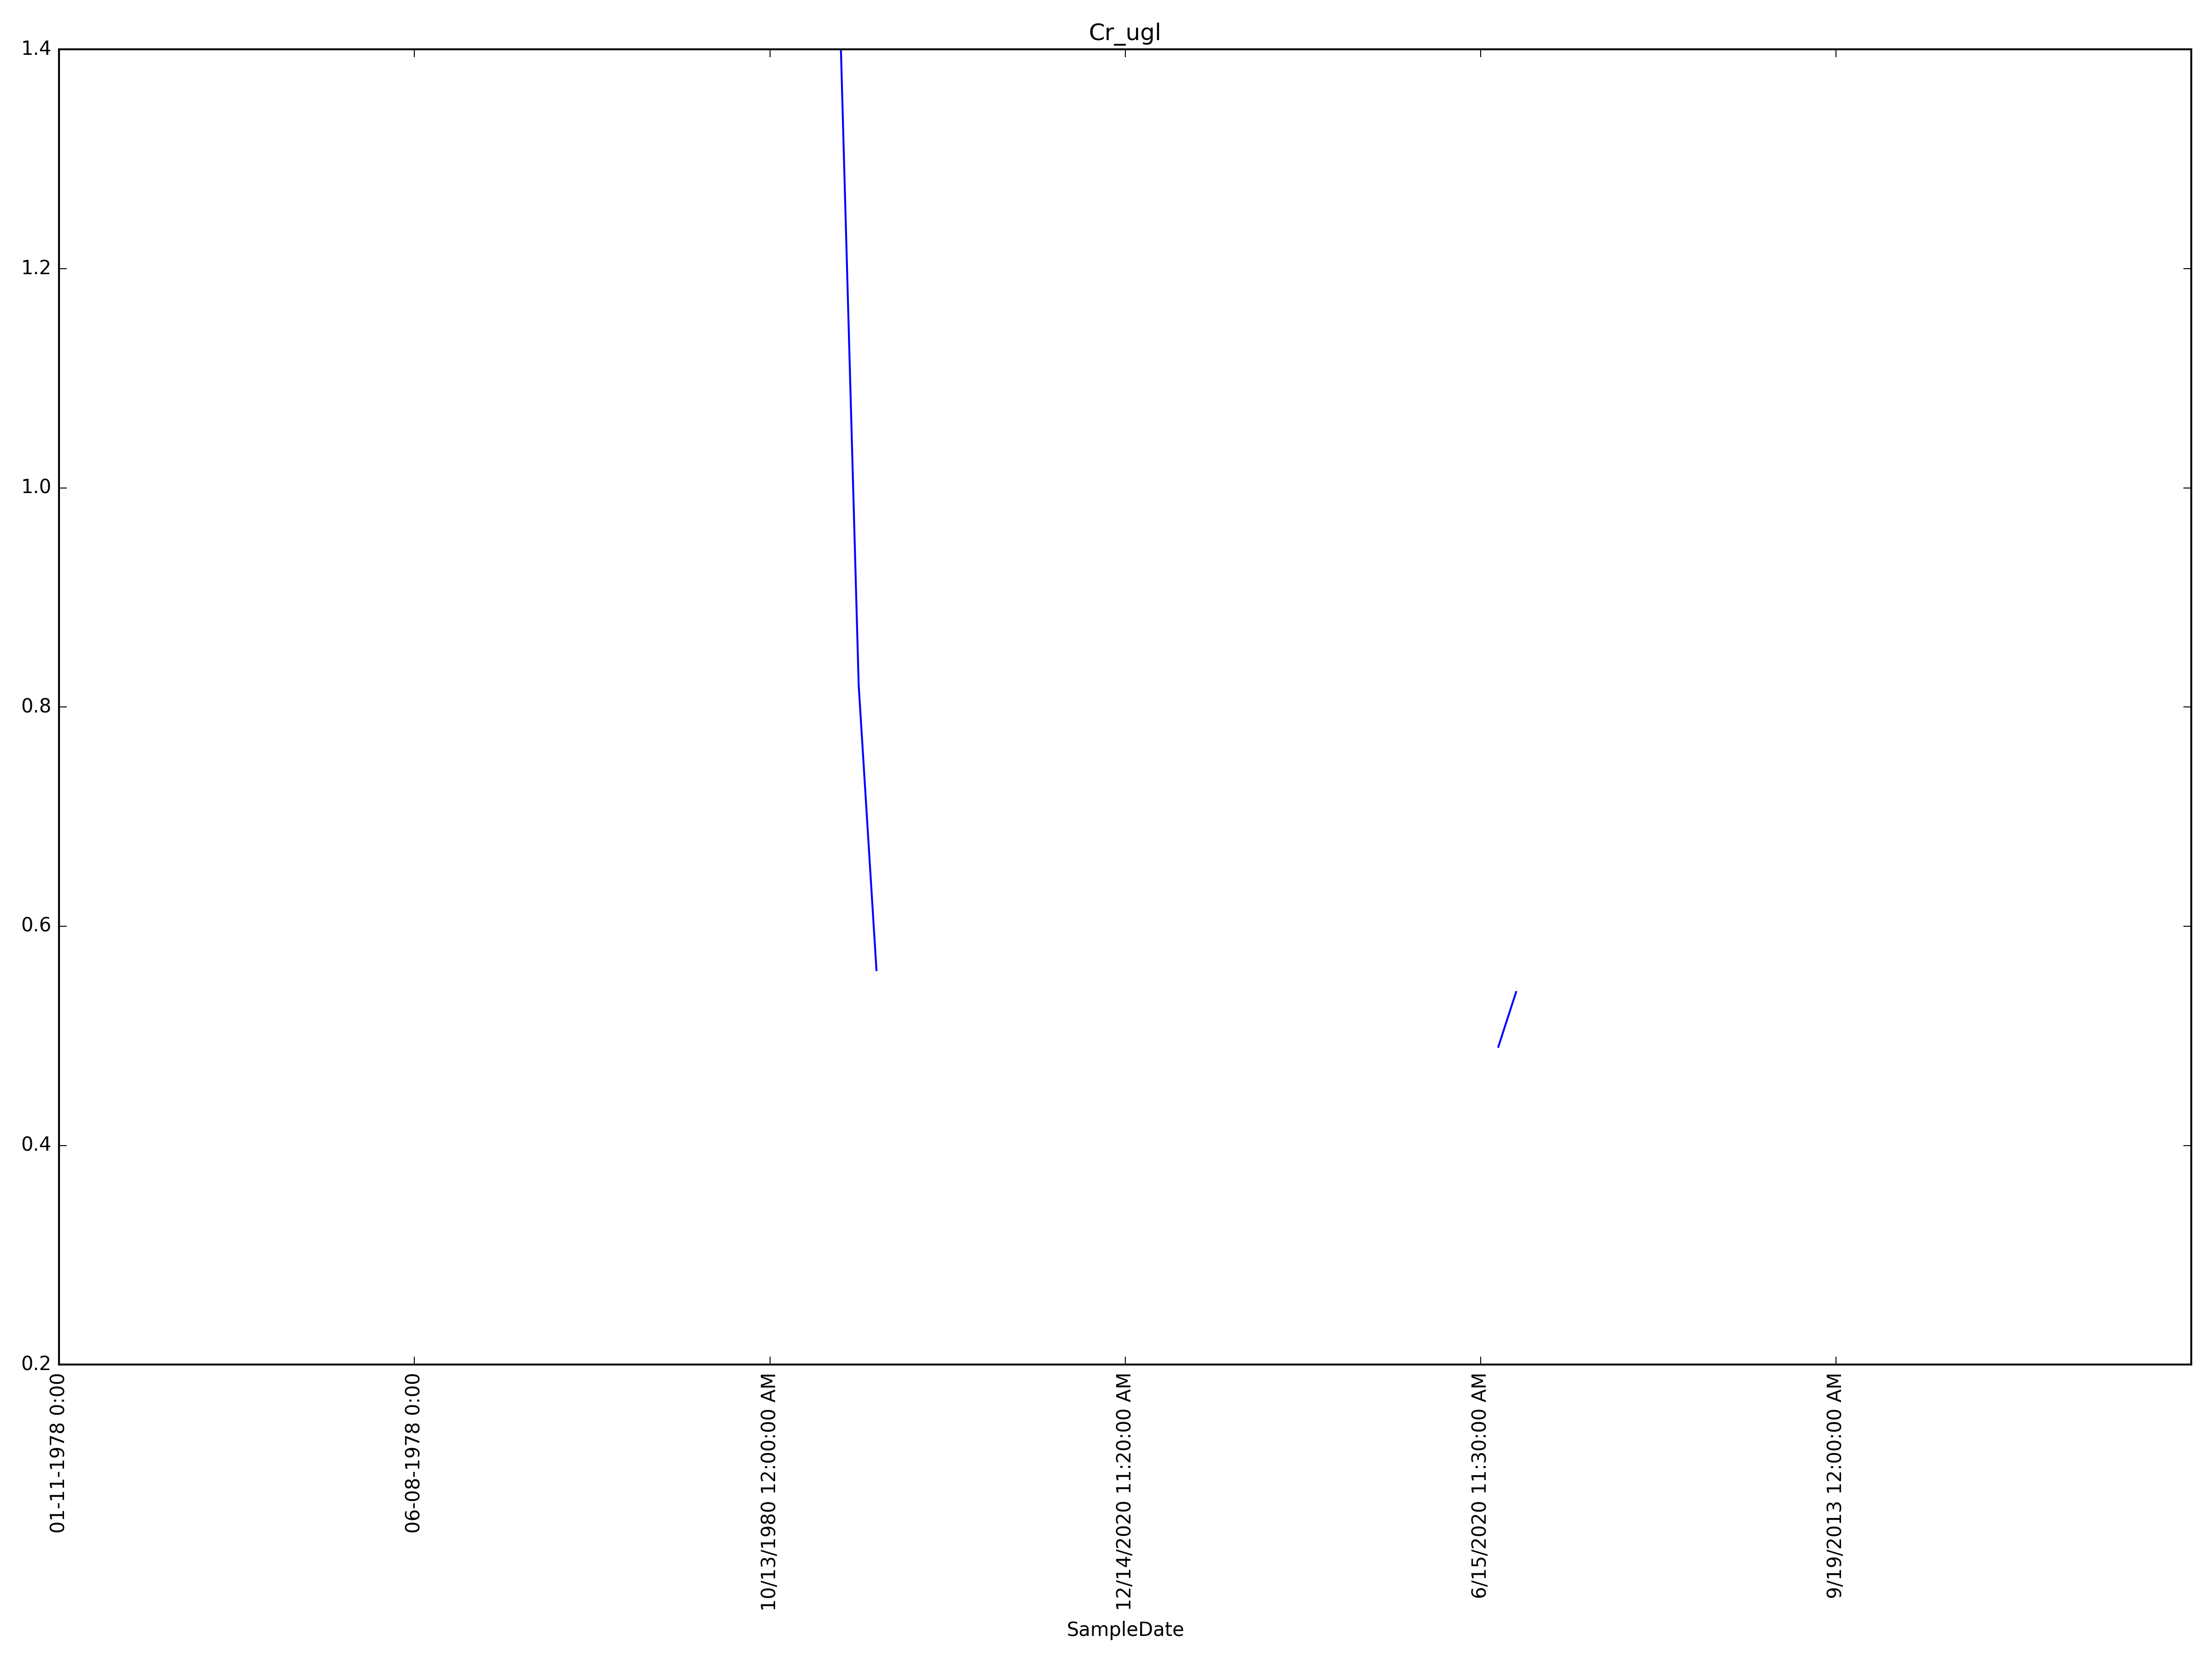 Cr_ugl
1.4
1.2
1.0
0.8
0.6
0.4
0.2
01-11-1978 0:00
06-08-1978 0:00
10/13/1980 12:00:00 AM
12/14/2020 11:20:00 AM
6/15/2020 11:30:00 AM
9/19/2013 12:00:00 AM
SampleDate